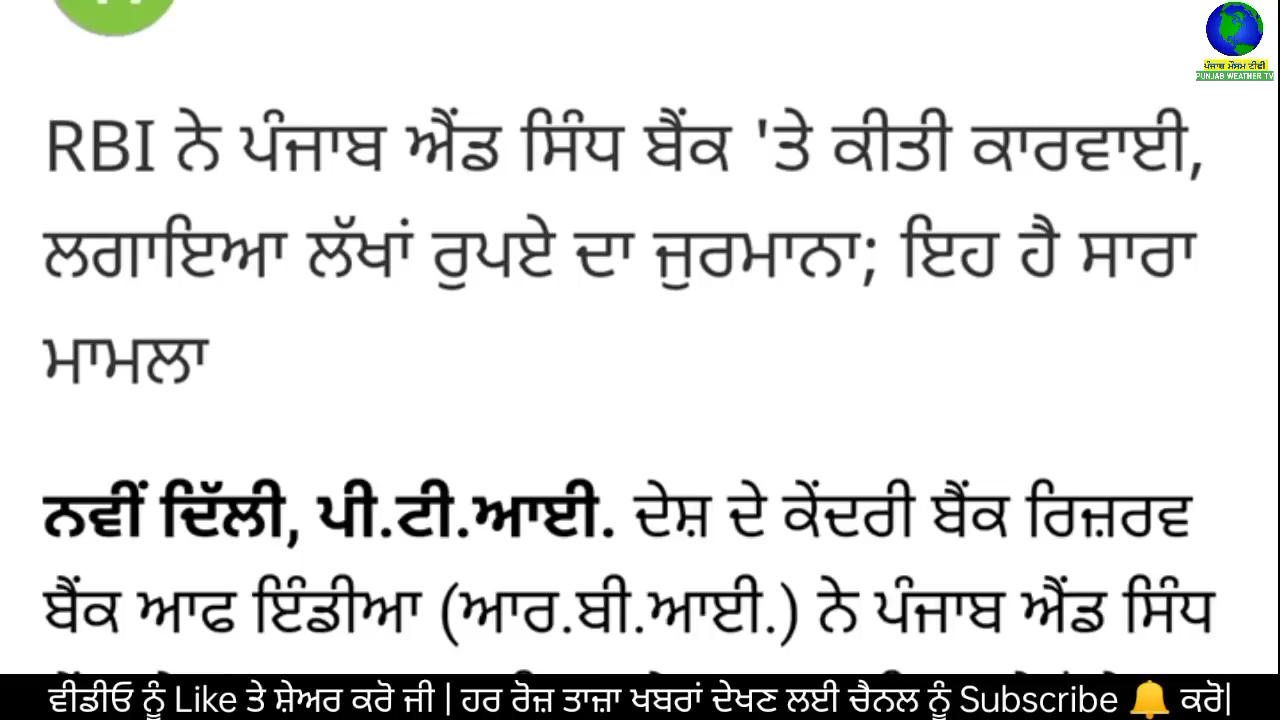 ਪੰਜਾਬ ਮੌਸਮ ਟੀਵੀ
PUNJAB WEATHER TV
RBI ਨੇ ਪੰਜਾਬ ਐਂਡ ਸਿੰਧ ਬੈਂਕ 'ਤੇ ਕੀਤੀ ਕਾਰਵਾਈ,
ਲਗਾਇਆ ਲੱਖਾਂ ਰੁਪਏ ਦਾ ਜੁਰਮਾਨਾ; ਇਹ ਹੈ ਸਾਰਾ
ਮਾਮਲਾ
ਨਵੀਂ ਦਿੱਲੀ, ਪੀ.ਟੀ.ਆਈ. ਦੇਸ਼ ਦੇ ਕੇਂਦਰੀ ਬੈਂਕ ਰਿਜ਼ਰਵ
ਬੈਂਕ ਆਫ ਇੰਡੀਆ (ਆਰ.ਬੀ.ਆਈ.) ਨੇ ਪੰਜਾਬ ਐਂਡ ਸਿੰਧ
ਵੀਡੀਓ ਨੂੰ Like ਤੇ ਸ਼ੇਅਰ ਕਰੋ ਜੀ | ਹਰ ਰੋਜ਼ ਤਾਜ਼ਾ ਖਬਰਾਂ ਦੇਖਣ ਲਈ ਚੈਨਲ ਨੂੰ Subscribe 🔔 ਕਰੋ|